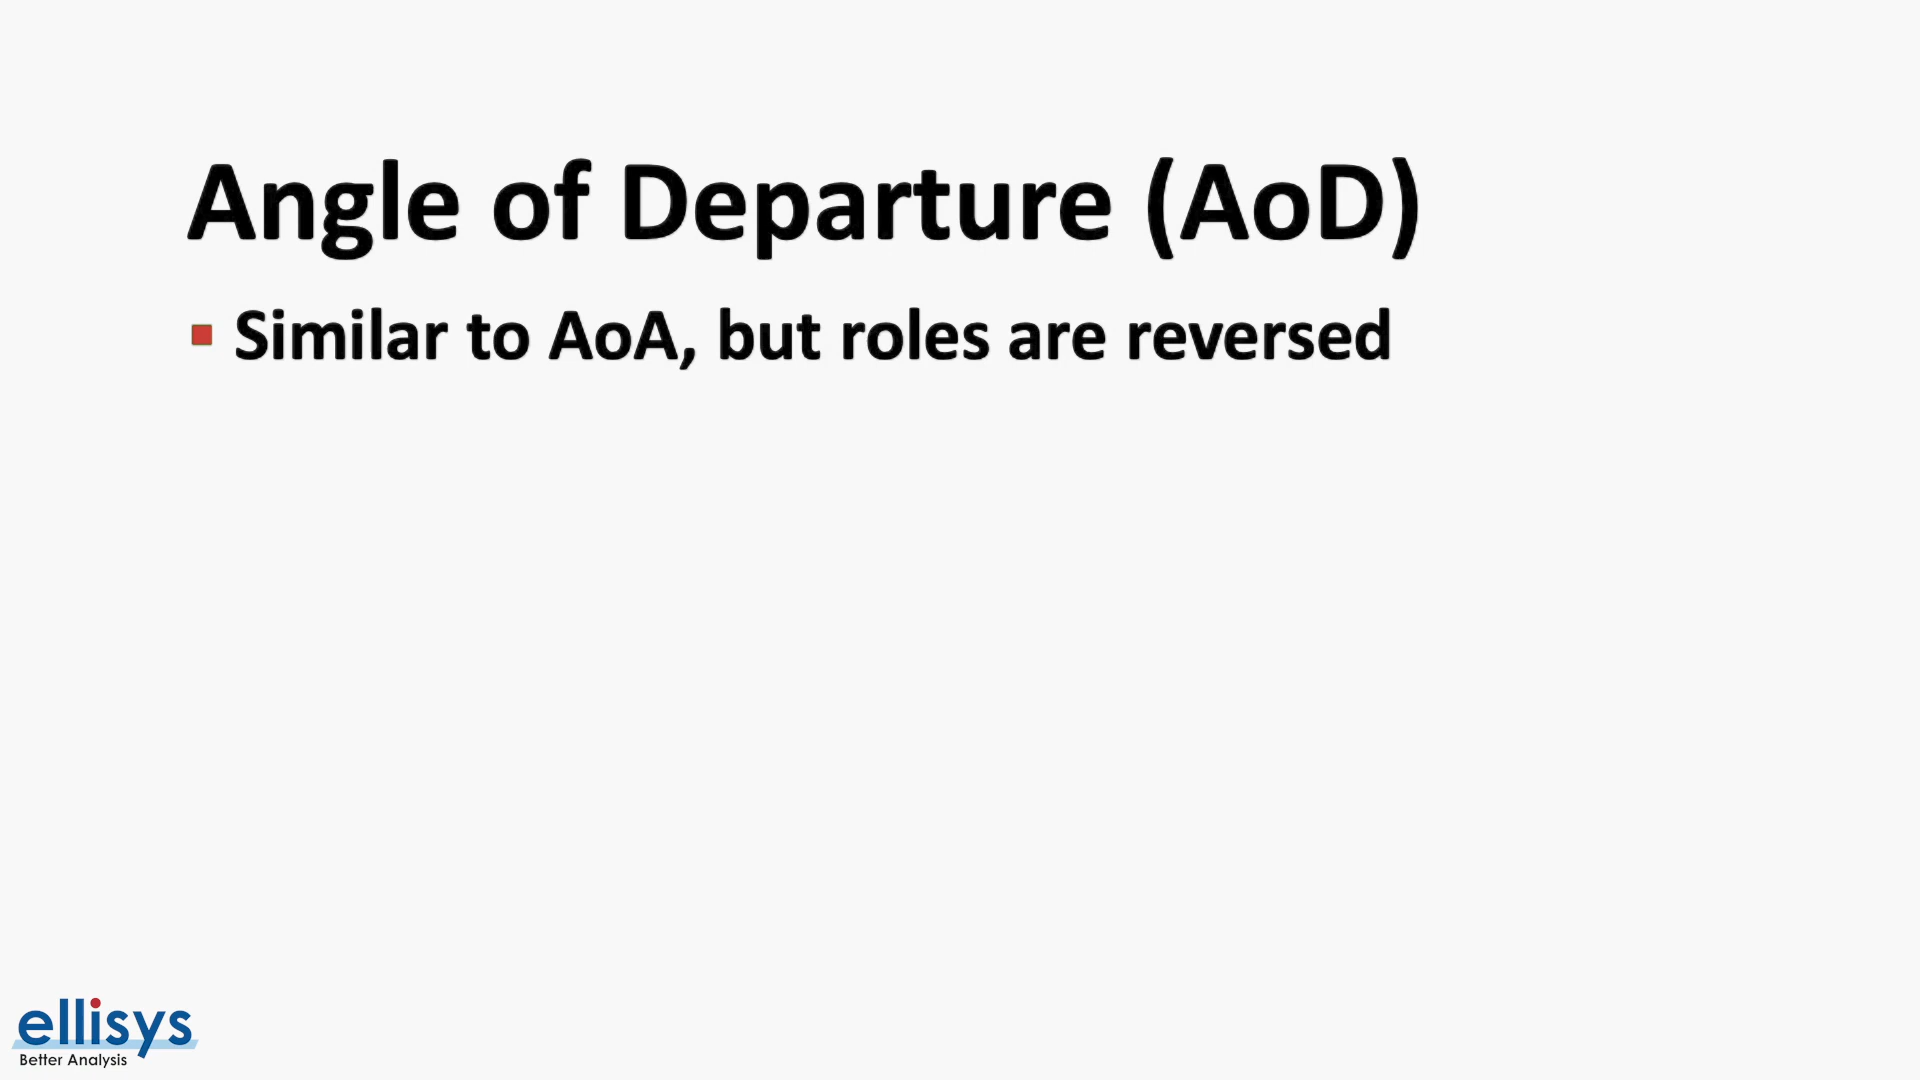 Angle of Departure (AoD)
Similar to AoA, but roles are reversed
ellisys
Better Analysis